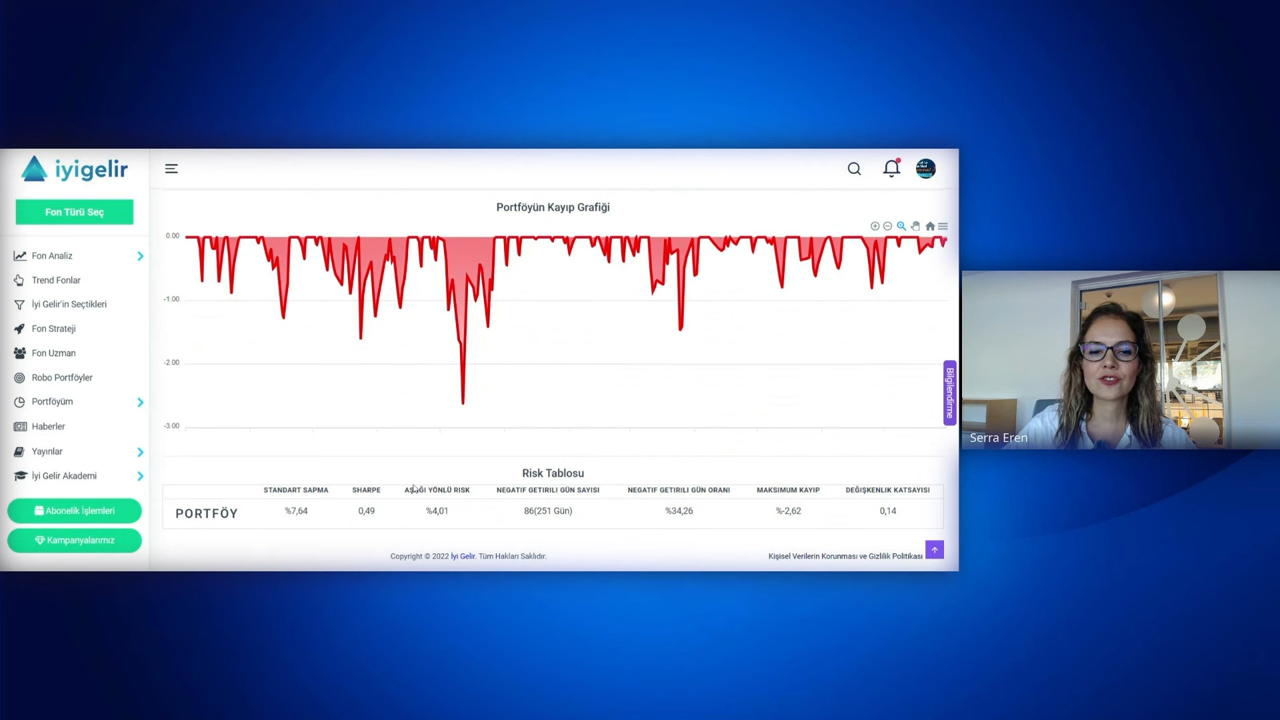 iyigelir
Fon Türü Seç
Fon Analiz
Trend Fonlar
İyi Gelir'in Seçtikleri
Fon Strateji
Fon Uzman
Robo Portföyler
Portföyüm
Haberler
Yayınlar
İyi Gelir Akademi
Abonelik İşlemleri
Kampanyalarımız
Portföyün Kayıp Grafiği
0.00
-1.00
-2.00
-3.00
Bilgilendirme
Risk Tablosu
STANDART SAPMA SHARPE AŞAĞI YÖNLÜ RISK NEGATIF GETIRILI GÜN SAYISI NEGATIF GETIRILI GÜN ORANI MAKSIMUM KAYIP DEĞIŞKENLIK KATSAYISI
PORTFÖY %7,64 0,49 %4,01 86(251 Gün) %34,26 %-2,62 0,14
Copyright © 2022 İyi Gelir. Tüm Hakları Saklıdır. Kişisel Verilerin Korunması ve Gizlilik Politikası
Serra Eren